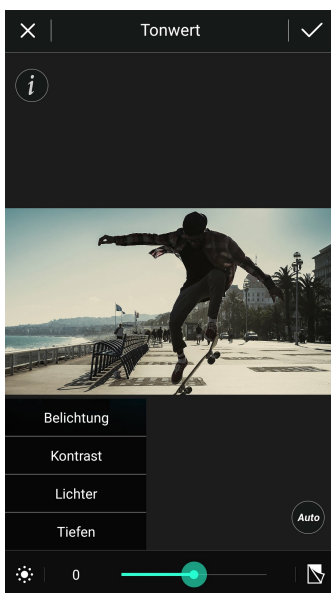 Tonwert
i
Belichtung
Kontrast
Lichter
Tiefen
Auto
0